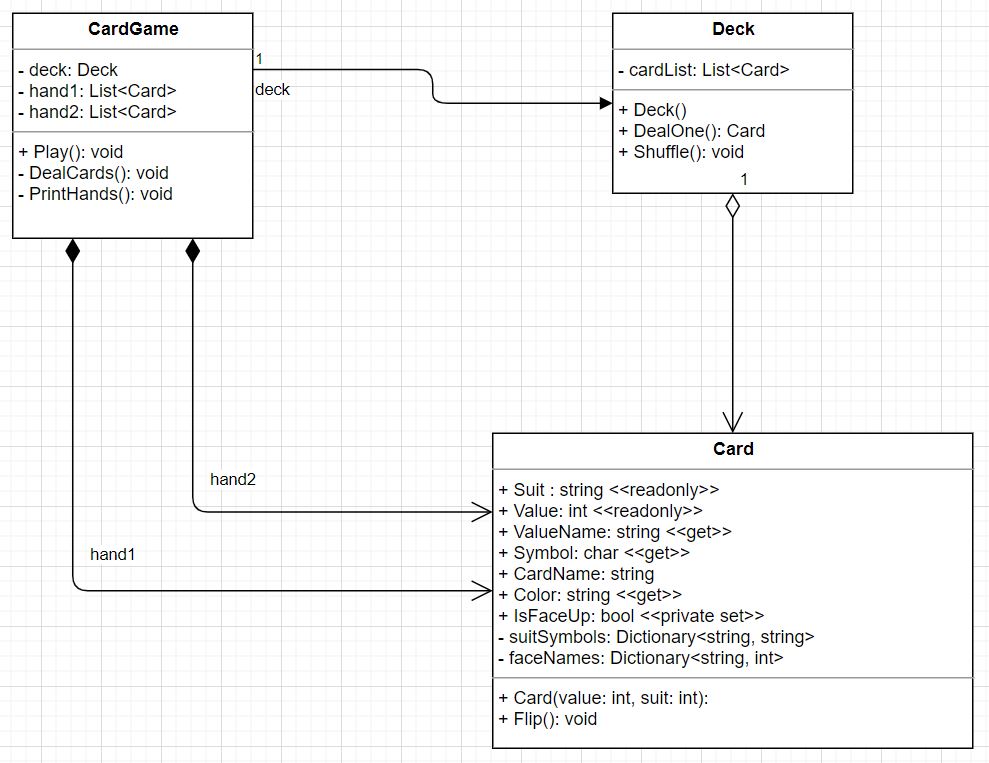 CardGame
- deck: Deck
- hand1: List<Card>
- hand2: List<Card>
+ Play(): void
- DealCards(): void
- PrintHands(): void
1
deck
Deck
- cardList: List<Card>
+ Deck()
+ DealOne(): Card
+ Shuffle(): void
1
hand2
hand1
Card
+ Suit : string <<readonly>>
+ Value: int <<readonly>>
+ ValueName: string <<get>>
+ Symbol: char <<get>>
+ CardName: string
+ Color: string <<get>>
+ IsFaceUp: bool <<private set>>
- suitSymbols: Dictionary<string, string>
- faceNames: Dictionary<string, int>
+ Card(value: int, suit: int):
+ Flip(): void